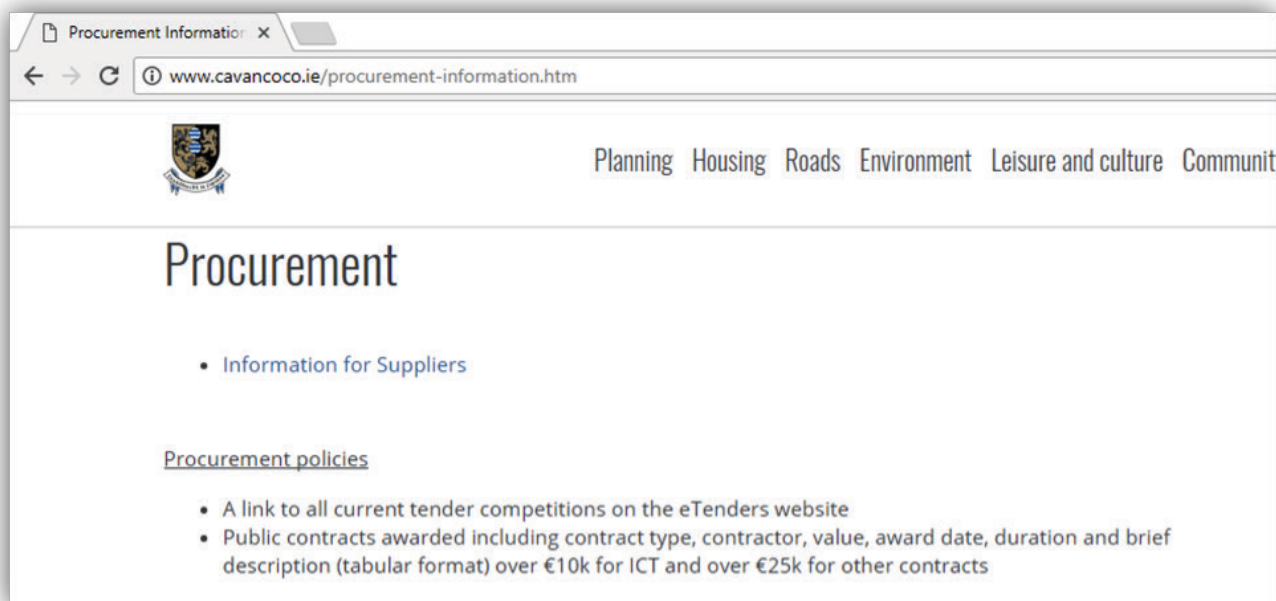 Procurement Information
www.cavancoco.ie/procurement-information.htm
Planning Housing Roads Environment Leisure and culture Communit
Procurement
• Information for Suppliers
Procurement policies
• A link to all current tender competitions on the eTenders website
• Public contracts awarded including contract type, contractor, value, award date, duration and brief
description (tabular format) over €10k for ICT and over €25k for other contracts